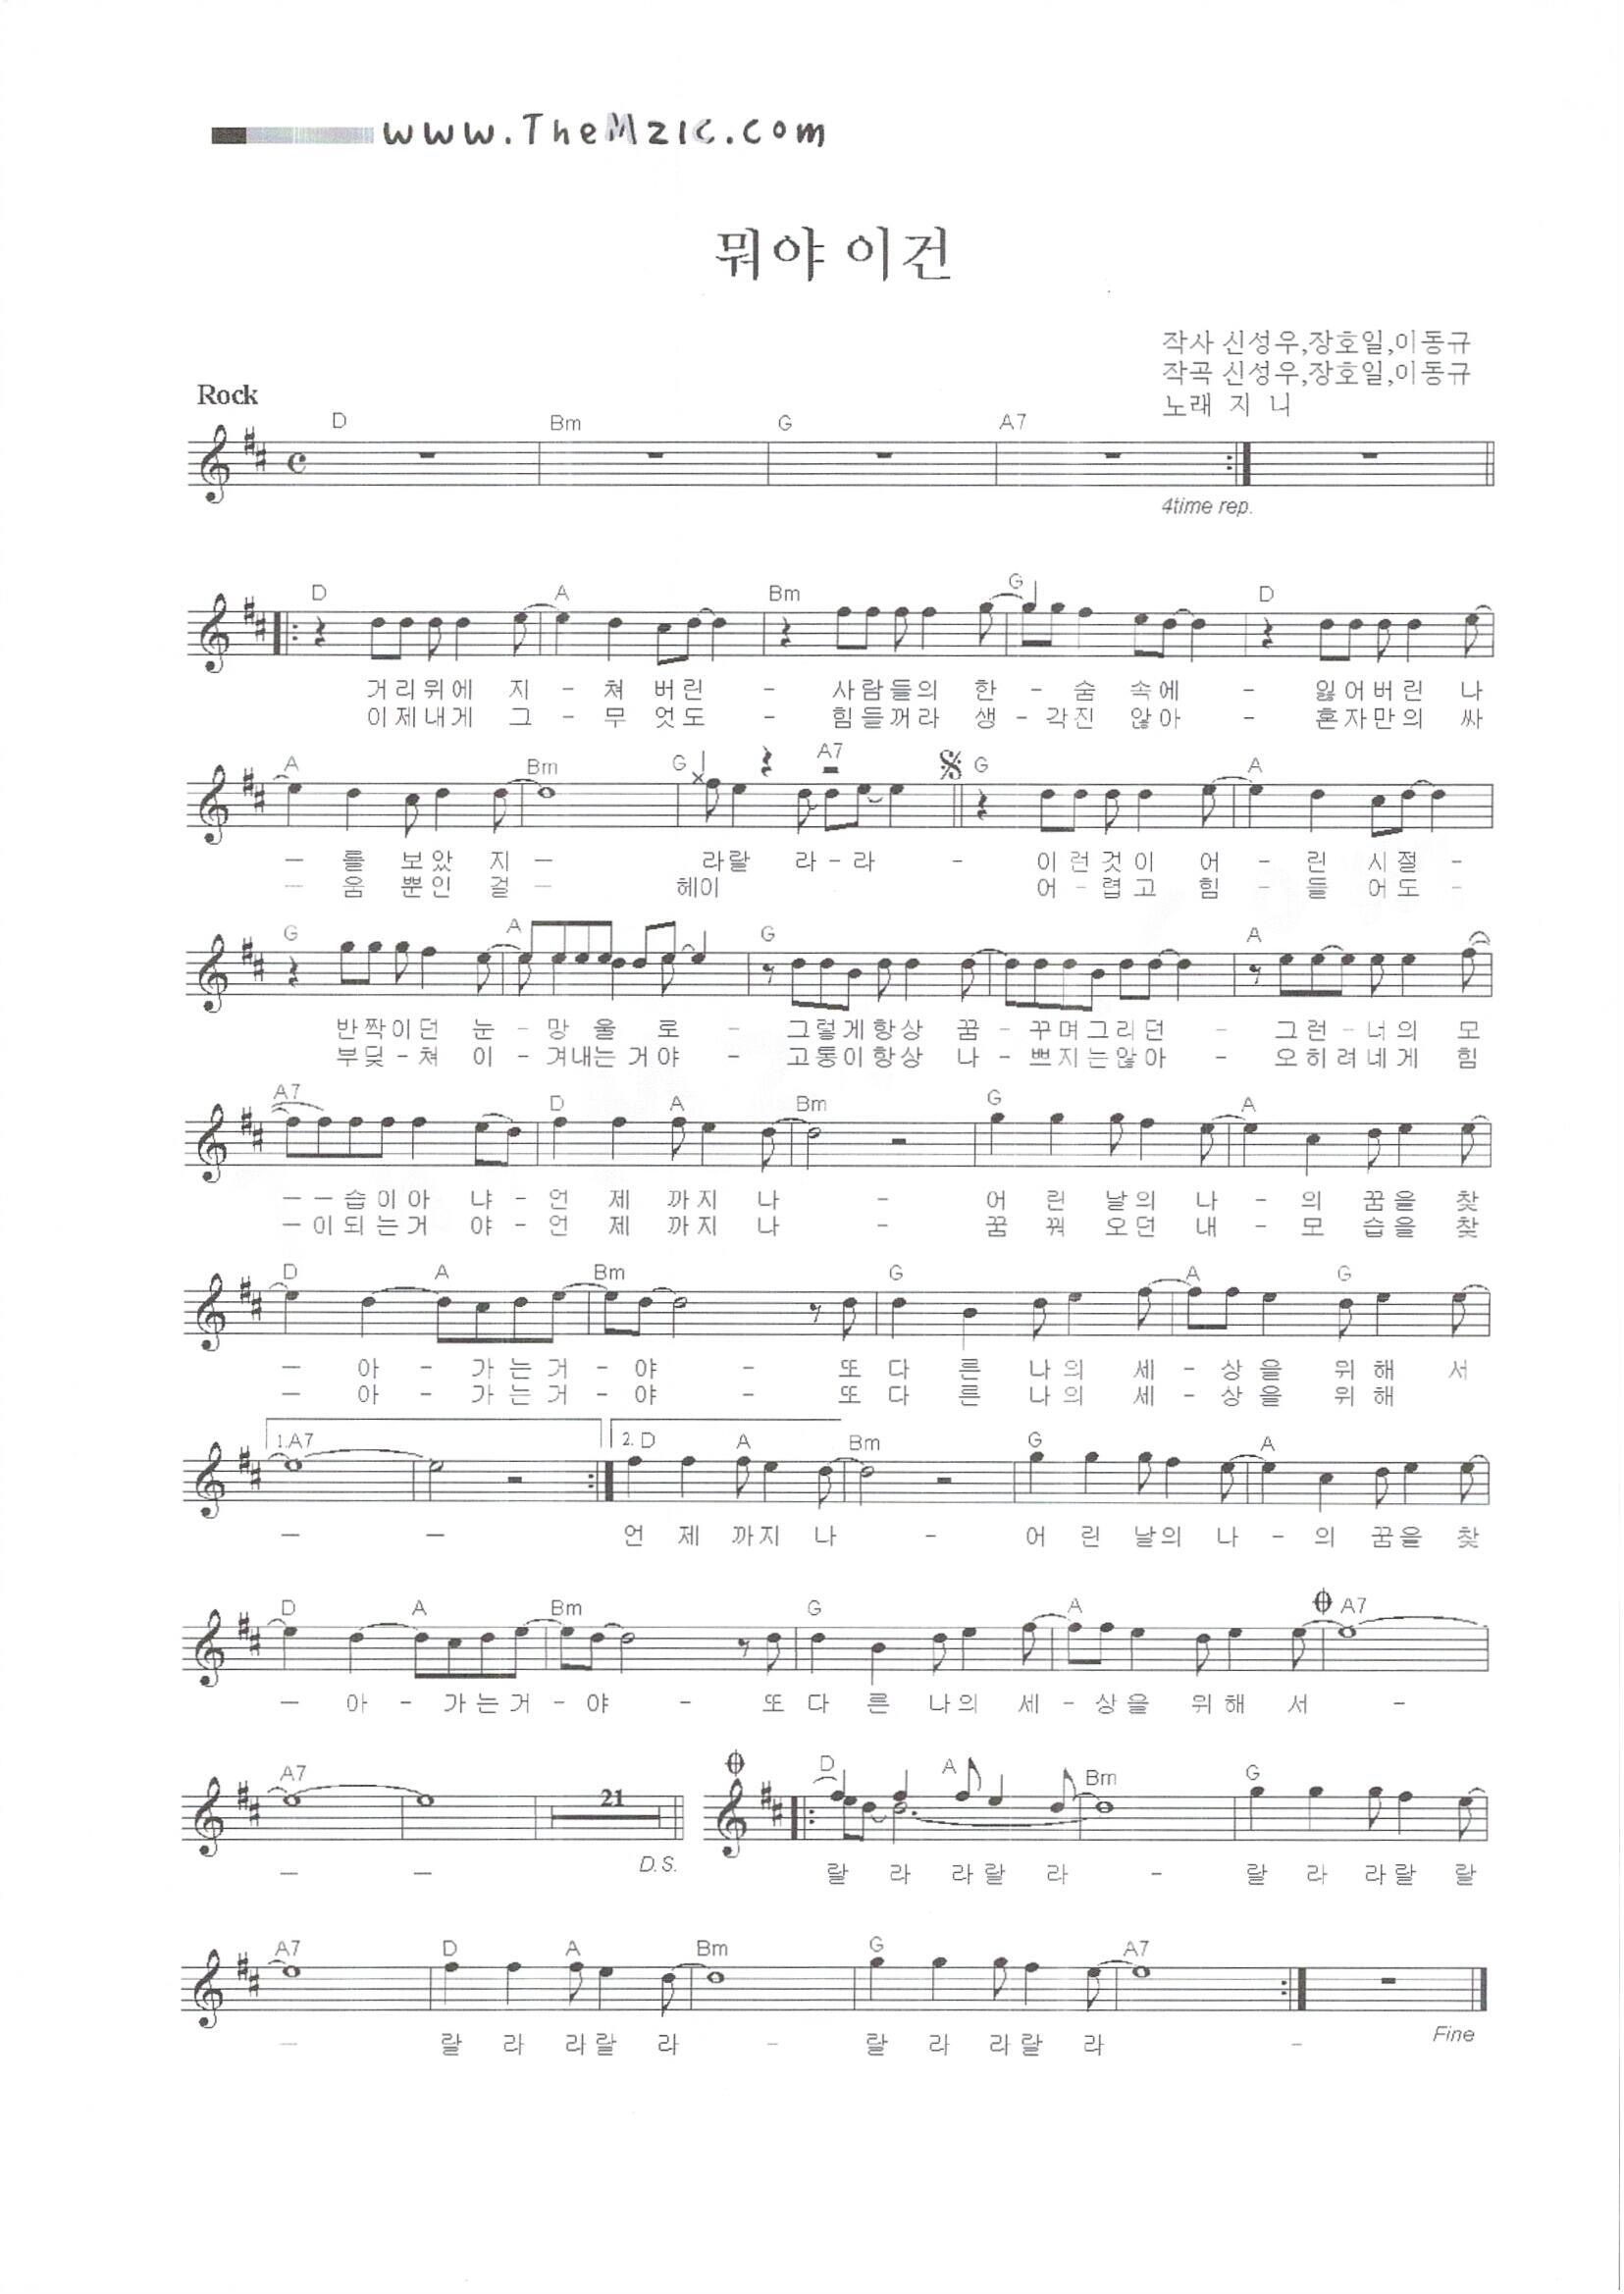 www.TheMzic.com
뭐야 이건
작사 신성우,장호일,이동규
작곡 신성우,장호일,이동규
노래 지 니
Rock
D Bm G A7
4time rep.
D A Bm G D
거리위에 지 - 쳐 버린 - 사람들의 한 - 숨 속에 - 잃어버린 나
이제내게 그 - 무 엇도 - 힘들꺼라 생 - 각진 않아 - 혼자만의 싸
A Bm G A7 G A
- 를 보았 지 - 라랄 라-라 - 이런것이 어 - 린 시절 -
- 움 뿐인 걸 - 헤이 어-렵고 힘 - 들 어도 -
G A G A
반짝이던 눈 - 망 울 로 - 그렇게항상 꿈 - 꾸며그리던 - 그런-너의 모
부딪-쳐 이 - 겨내는거야 - 고통이항상 나 - 쁘지는않아 - 오히려네게 힘
A7 D A Bm G A
--습이아 냐 - 언 제 까지 나 - 어 린 날의 나 - 의 꿈을 찾
-이되는거 야 - 언 제 까지 나 - 꿈 꿔 오던 내 - 모 습을 찾
D A Bm G A G
- 아 - 가는거 - 야 - 또 다 른 나의 세 - 상을 위해 서
- 아 - 가는거 - 야 - 또 다 른 나의 세 - 상을 위해
1.A7 2. D A Bm G A
- - 언 제 까지 나 - 어 린 날의 나 - 의 꿈을 찾
D A Bm G A A7
- 아 - 가는거 - 야 - 또 다 른 나의 세 - 상을 위해 서 -
A7 21 D A Bm G
D.S.
- - 랄 라 라랄 라 - 랄 라 라랄 랄
A7 D A Bm G A7
Fine
- 랄 라 라랄 라 - 랄 라 라랄 라 -